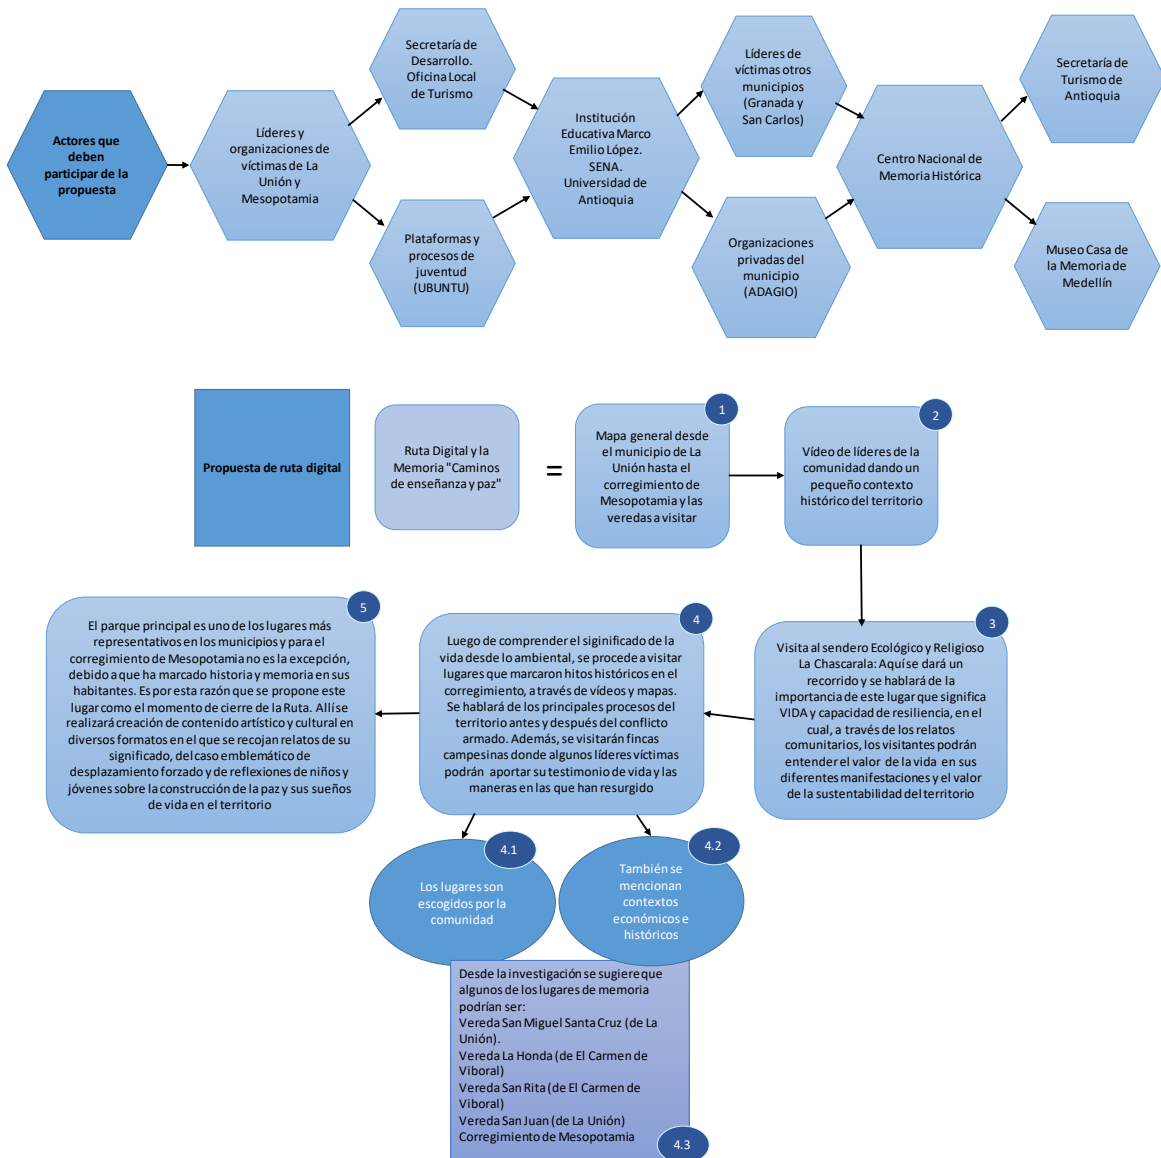 Actores que
deben
participar de la
propuesta
Líderes y
organizaciones de
víctimas de La
Unión y
Mesopotamia
Secretaría de
Desarrollo.
Oficina Local
de Turismo
Plataformas y
procesos de
juventud
(UBUNTU)
Institución
Educativa Marco
Emilio López.
SENA.
Universidad de
Antioquia
Líderes de
víctimas otros
municipios
(Granada y
San Carlos)
Organizaciones
privadas del
municipio
(ADAGIO)
Centro Nacional de
Memoria Histórica
Secretaría de
Turismo de
Antioquia
Museo Casa de
la Memoria de
Medellín
Propuesta de ruta digital
Ruta Digital y la
Memoria "Caminos
de enseñanza y paz"
=
1
Mapa general desde
el municipio de La
Unión hasta el
corregimiento de
Mesopotamia y las
veredas a visitar
2
Vídeo de líderes de la
comunidad dando un
pequeño contexto
histórico del territorio
3
Visita al sendero Ecológico y Religioso
La Chascarala: Aquí se dará un
recorrido y se hablará de la
importancia de este lugar que significa
VIDA y capacidad de resiliencia, en el
cual, a través de los relatos
comunitarios, los visitantes podrán
entender el valor de la vida en sus
diferentes manifestaciones y el valor
de la sustentabilidad del territorio
4
Luego de comprender el siginificado de la
vida desde lo ambiental, se procede a visitar
lugares que marcaron hitos históricos en el
corregimiento, a través de vídeos y mapas.
Se hablará de los principales procesos del
territorio antes y después del conflicto
armado. Además, se visitarán fincas
campesinas donde algunos líderes víctimas
podrán aportar su testimonio de vida y las
maneras en las que han resurgido
5
El parque principal es uno de los lugares más
representativos en los municipios y para el
corregimiento de Mesopotamia no es la excepción,
debido a que ha marcado historia y memoria en sus
habitantes. Es por esta razón que se propone este
lugar como el momento de cierre de la Ruta. Allí se
realizará creación de contenido artístico y cultural en
diversos formatos en el que se recojan relatos de su
significado, del caso emblemático de
desplazamiento forzado y de reflexiones de niños y
jóvenes sobre la construcción de la paz y sus sueños
de vida en el territorio
4.1
Los lugares son
escogidos por la
comunidad
4.2
También se
mencionan
contextos
económicos e
históricos
Desde la investigación se sugiere que
algunos de los lugares de memoria
podrían ser:
Vereda San Miguel Santa Cruz (de La
Unión).
Vereda La Honda (de El Carmen de
Viboral)
Vereda San Rita (de El Carmen de
Viboral)
Vereda San Juan (de La Unión)
Corregimiento de Mesopotamia
4.3